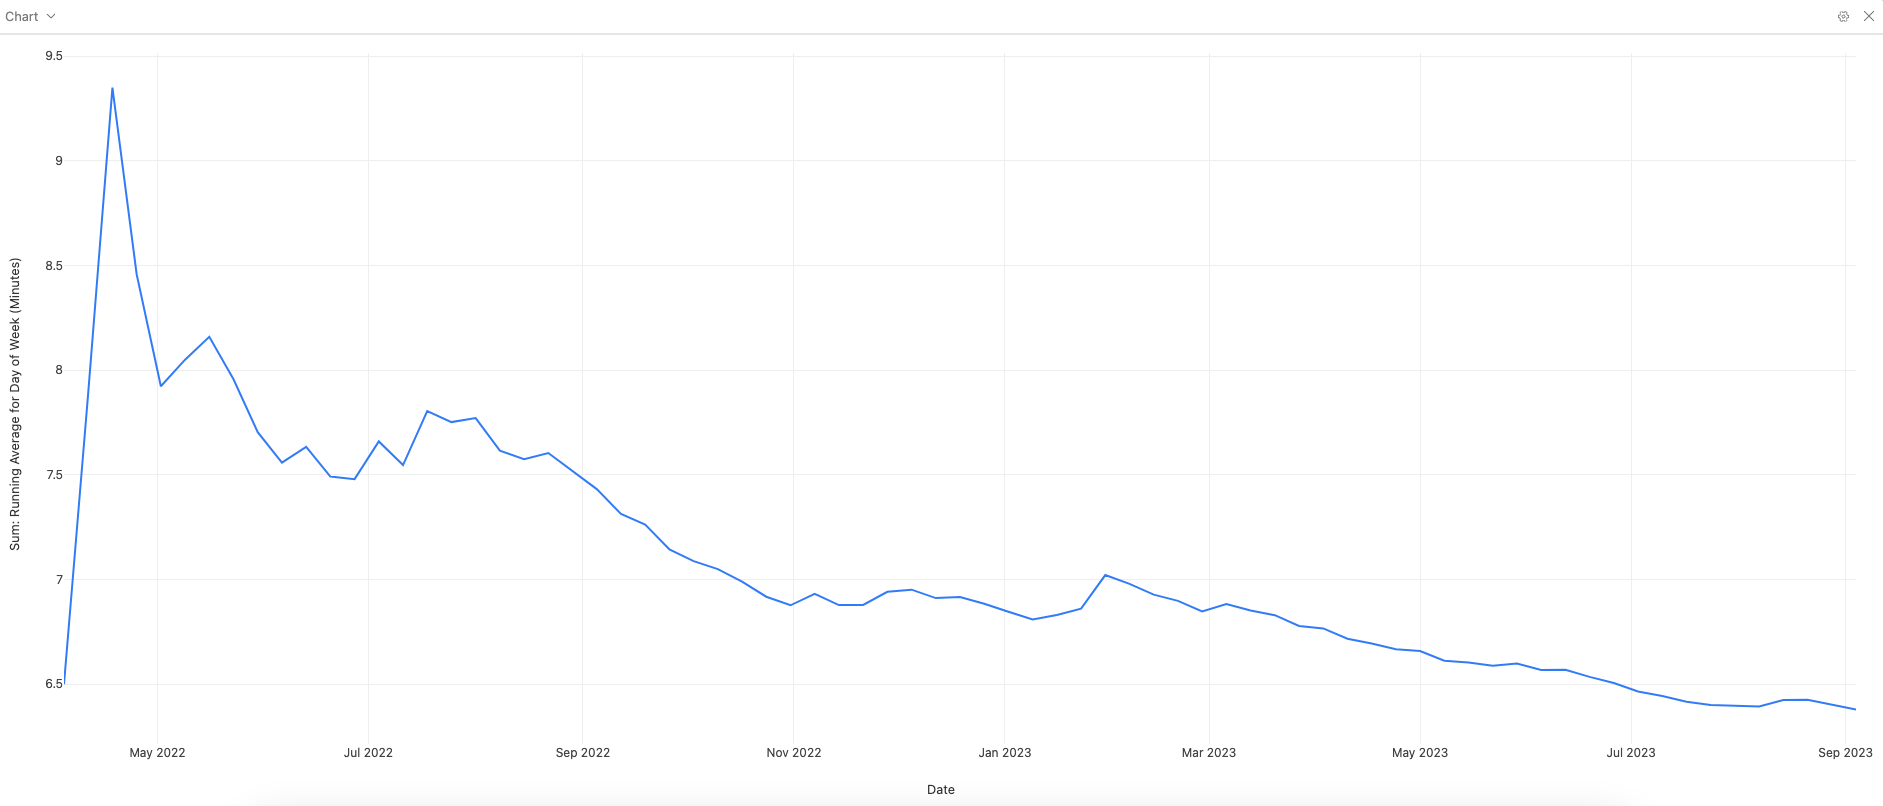 Chart
9.5
9
8.5
8
7.5
7
6.5
Sum: Running Average for Day of Week (Minutes)
May 2022 Jul 2022 Sep 2022 Nov 2022 Jan 2023 Mar 2023 May 2023 Jul 2023 Sep 2023
Date